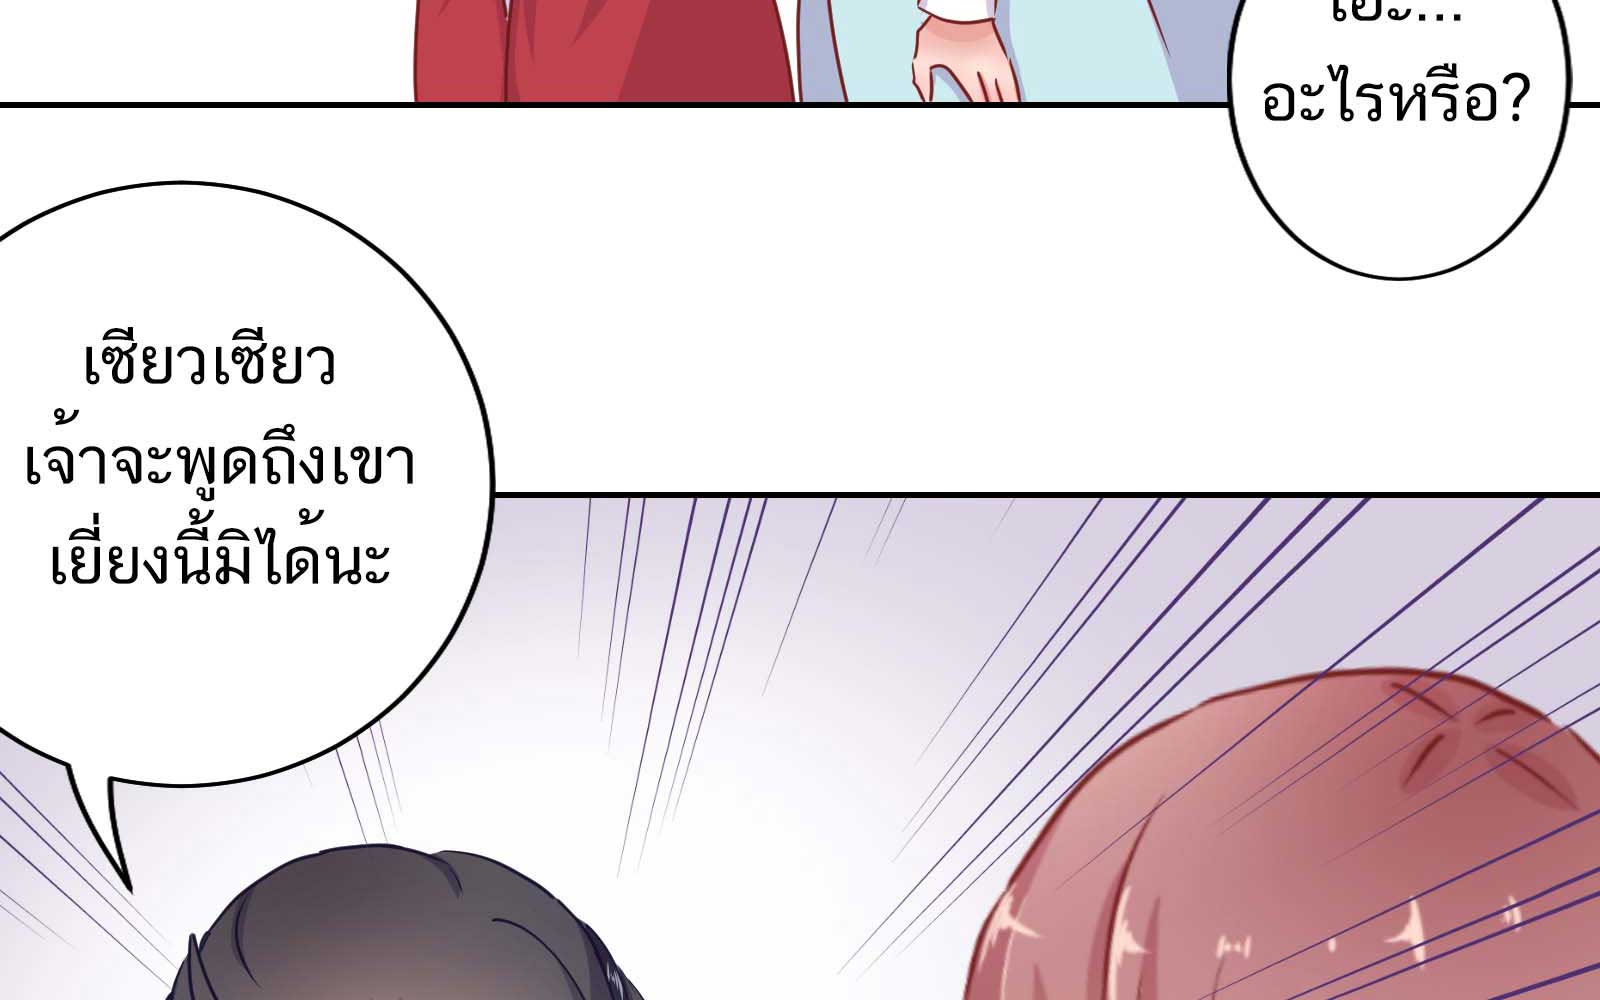 อะไรหรือ?
เซียวเซียว
เจ้าจะพูดถึงเขา
เยี่ยงนี้มิได้นะ